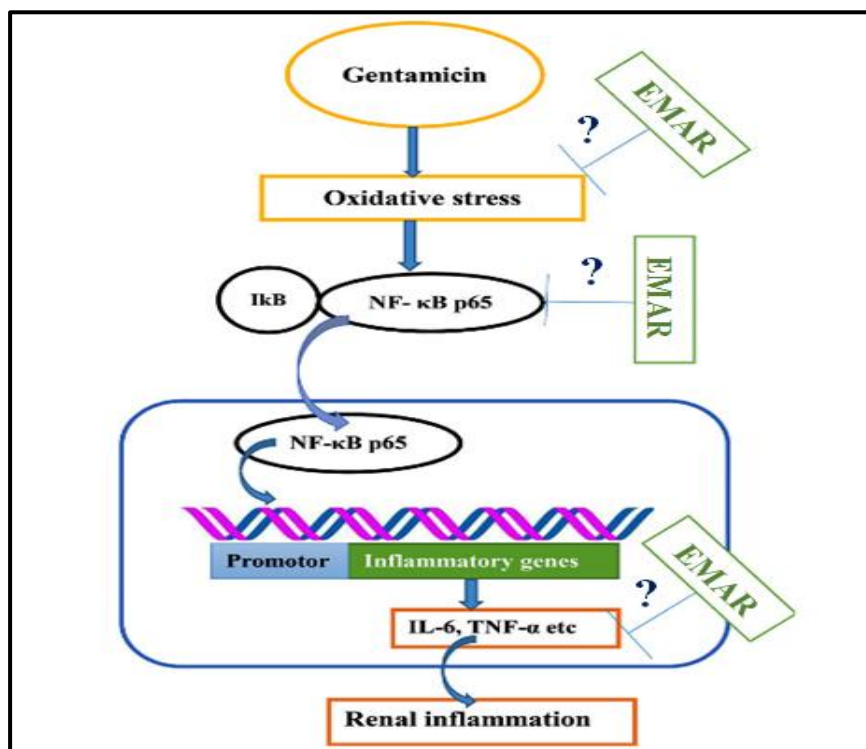 Gentamicin
EMAR
?
Oxidative stress
IkB
NF- κB p65
?
EMAR
NF-κB p65
Promotor
Inflammatory genes
IL-6, TNF-α etc
?
EMAR
Renal inflammation